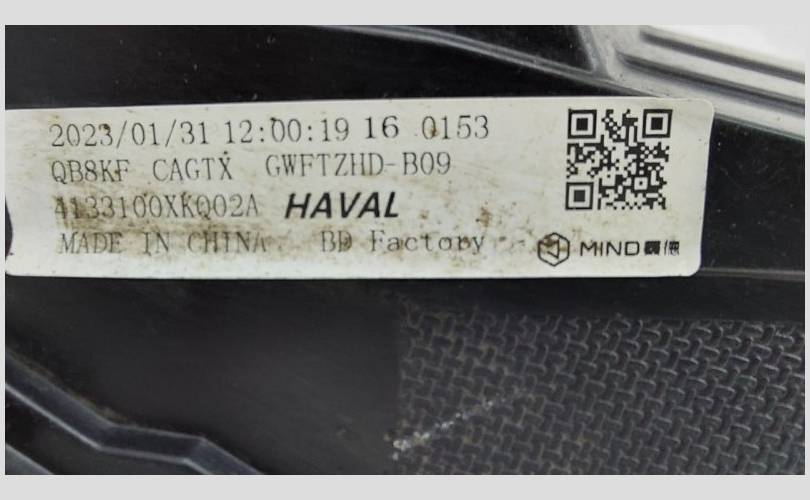 2023/01/31 12:00:19 16 0153
QB8KF CAGTX GWFTZHD-B09
4133100XKQ02A HAVAL
MADE IN CHINA BD Factory
MIND